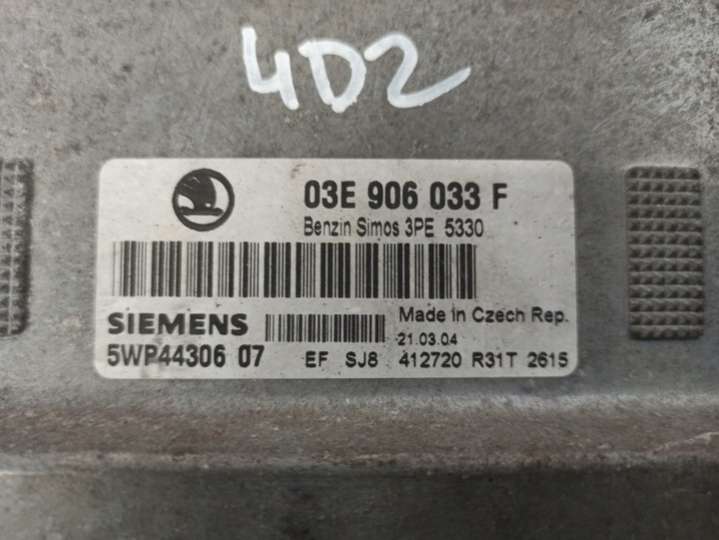 4D2
03E 906 033 F
Benzin Simos 3PE 5330
SIEMENS
Made in Czech Rep.
21.03.04
5WP44306 07
EF SJ8 412720 R31T 2615